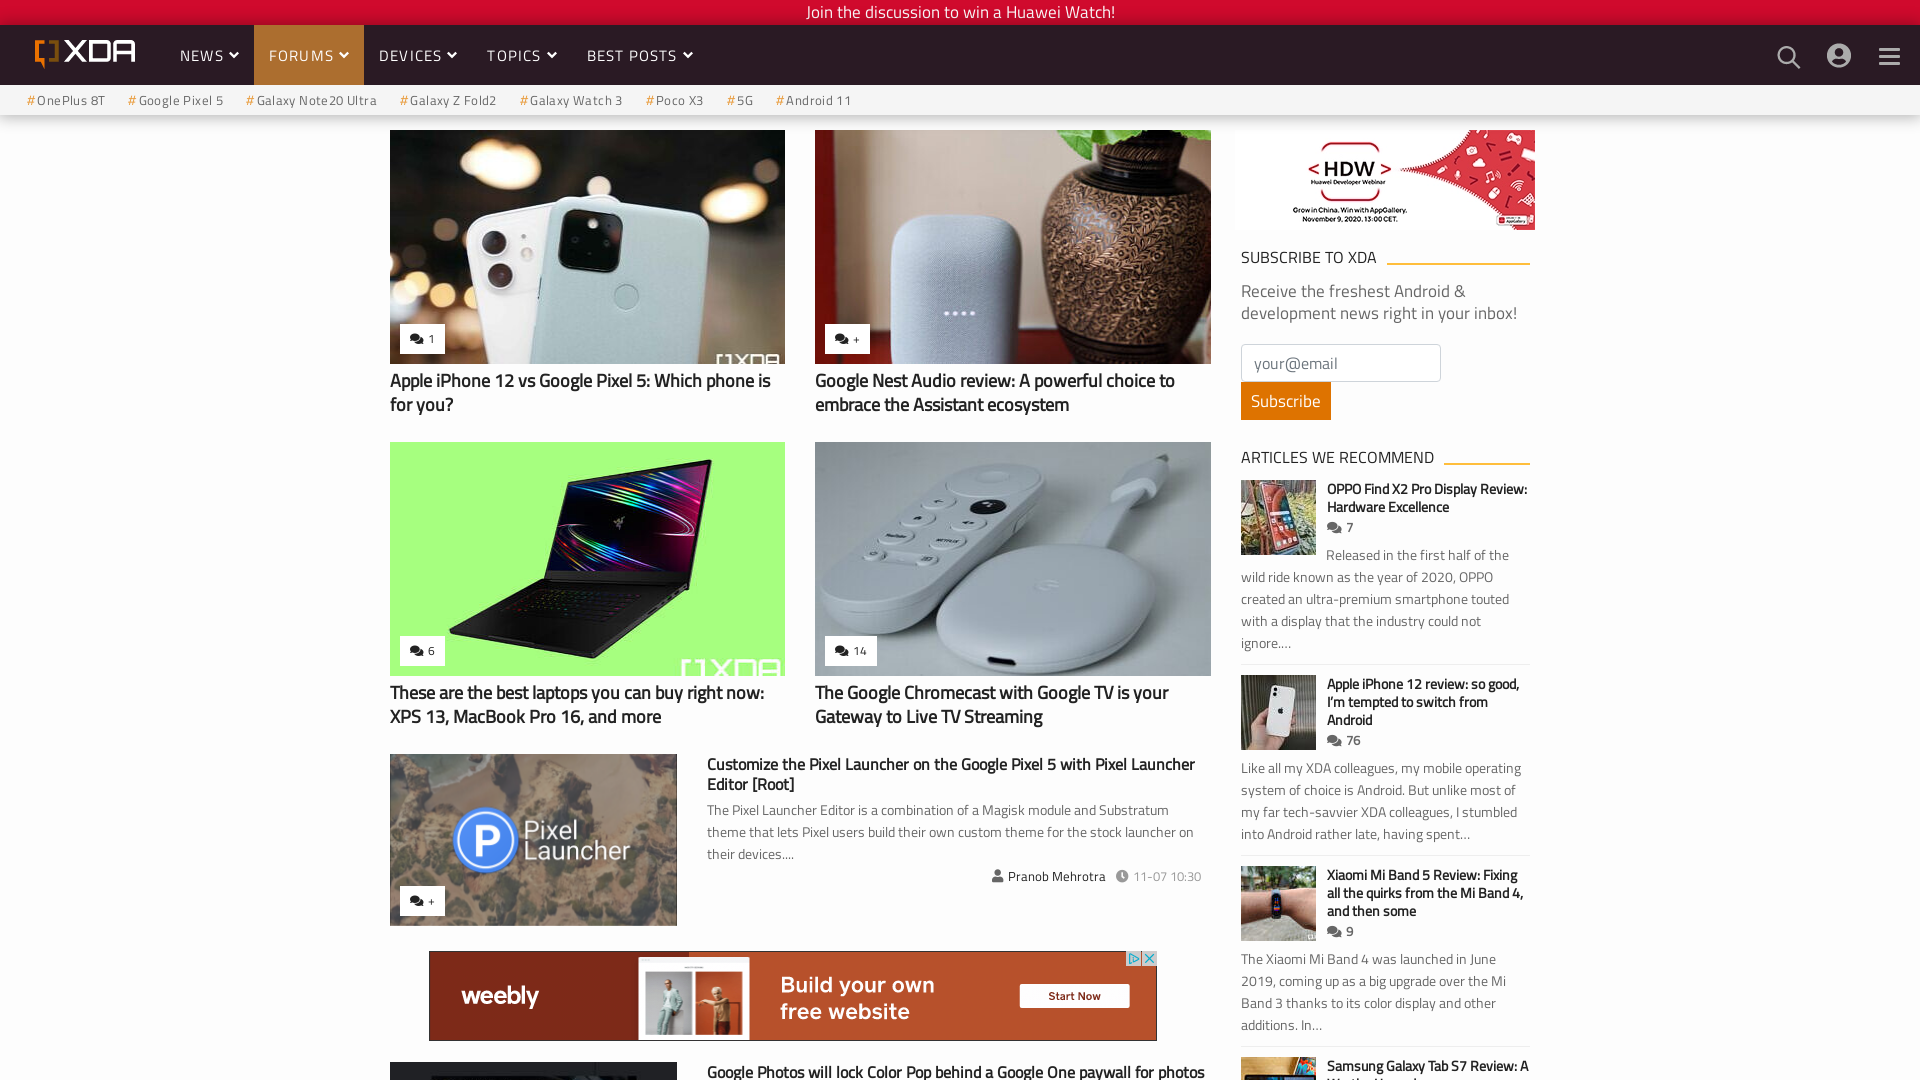 Join the discussion to win a Huawei Watch!
XDA
NEWS
FORUMS
DEVICES
TOPICS
BEST POSTS
#OnePlus 8T
#Google Pixel 5
#Galaxy Note20 Ultra
#Galaxy Z Fold2
#Galaxy Watch 3
#Poco X3
#5G
#Android 11
1
XDA
Apple iPhone 12 vs Google Pixel 5: Which phone is
for you?
+
Google Nest Audio review: A powerful choice to
embrace the Assistant ecosystem
6
XDA
These are the best laptops you can buy right now:
XPS 13, MacBook Pro 16, and more
YouTube
NETFLIX
14
The Google Chromecast with Google TV is your
Gateway to Live TV Streaming
P Pixel
Launcher
+
Customize the Pixel Launcher on the Google Pixel 5 with Pixel Launcher
Editor [Root]
The Pixel Launcher Editor is a combination of a Magisk module and Substratum
theme that lets Pixel users build their own custom theme for the stock launcher on
their devices....
Pranob Mehrotra 11-07 10:30
weebly
Build your own
free website
Start Now
Google Photos will lock Color Pop behind a Google One paywall for photos
< HDW >
Huawei Developer Webinar
Grow in China. Win with AppGallery.
November 9, 2020. 13:00 CET.
SUBSCRIBE TO XDA
Receive the freshest Android &
development news right in your inbox!
your@email
Subscribe
ARTICLES WE RECOMMEND
OPPO Find X2 Pro Display Review:
Hardware Excellence
7
Released in the first half of the
wild ride known as the year of 2020, OPPO
created an ultra-premium smartphone touted
with a display that the industry could not
ignore.…
Apple iPhone 12 review: so good,
I’m tempted to switch from
Android
76
Like all my XDA colleagues, my mobile operating
system of choice is Android. But unlike most of
my far tech-savvier XDA colleagues, I stumbled
into Android rather late, having spent…
Xiaomi Mi Band 5 Review: Fixing
all the quirks from the Mi Band 4,
and then some
9
The Xiaomi Mi Band 4 was launched in June
2019, coming up as a big upgrade over the Mi
Band 3 thanks to its color display and other
additions. In…
Samsung Galaxy Tab S7 Review: A